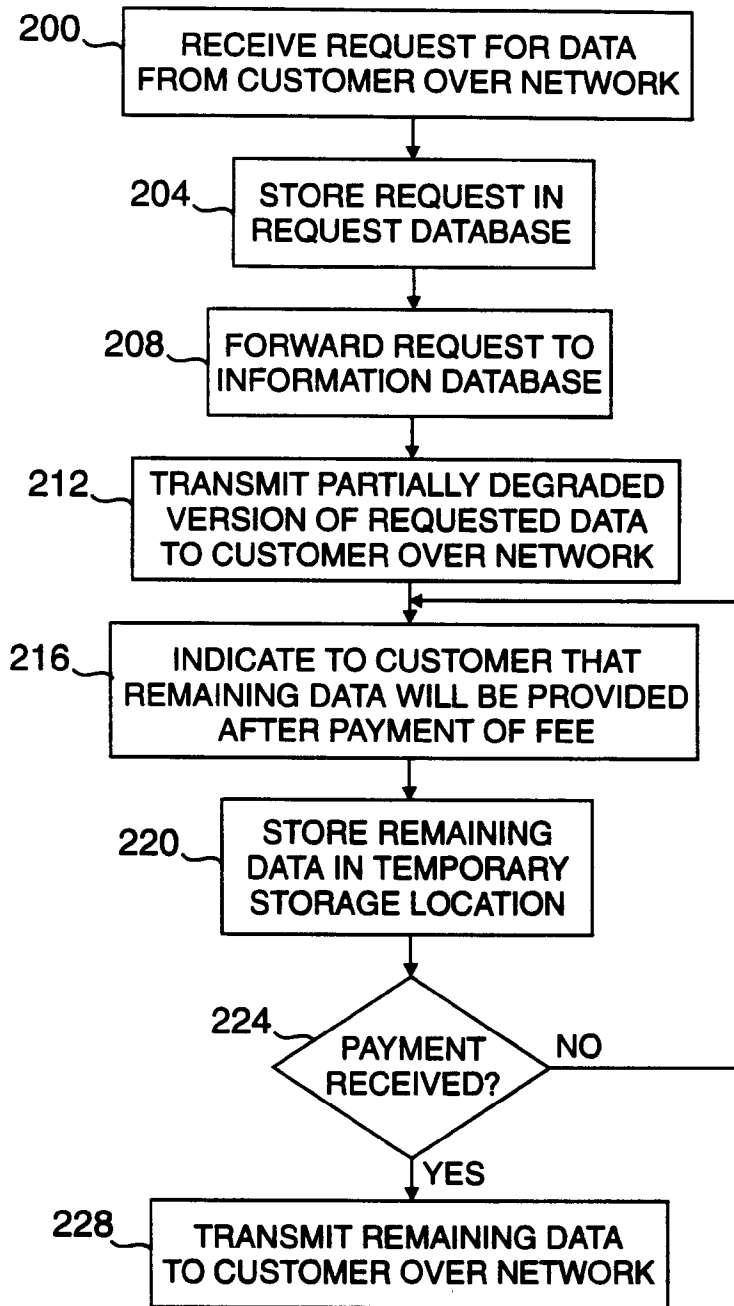 200
RECEIVE REQUEST FOR DATA
FROM CUSTOMER OVER NETWORK
204
STORE REQUEST IN
REQUEST DATABASE
208
FORWARD REQUEST TO
INFORMATION DATABASE
212
TRANSMIT PARTIALLY DEGRADED
VERSION OF REQUESTED DATA
TO CUSTOMER OVER NETWORK
216
INDICATE TO CUSTOMER THAT
REMAINING DATA WILL BE PROVIDED
AFTER PAYMENT OF FEE
220
STORE REMAINING
DATA IN TEMPORARY
STORAGE LOCATION
224
PAYMENT
RECEIVED?
NO
YES
228
TRANSMIT REMAINING DATA
TO CUSTOMER OVER NETWORK